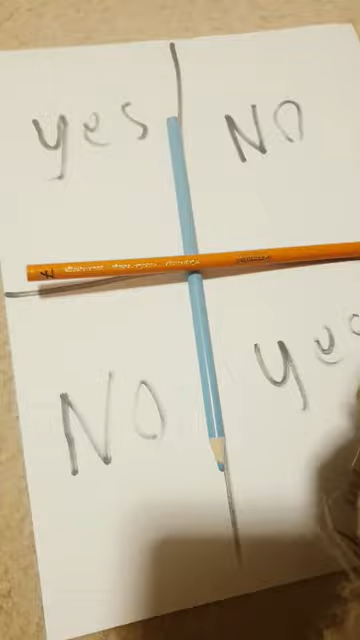 yes NO
NO yes